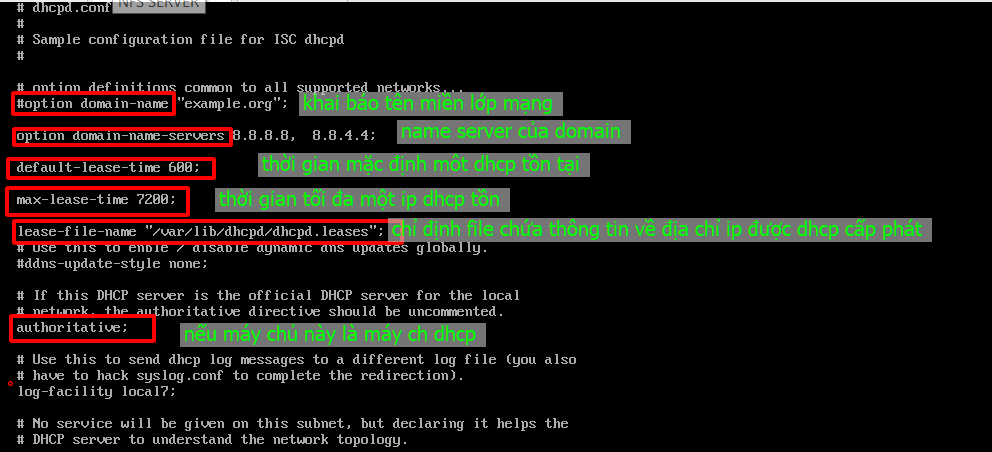 # dhcpd.conf NFS SERVER
#
# Sample configuration file for ISC dhcpd
#
# option definitions common to all supported networks...
#option domain-name "example.org"; khai báo tên miền lớp mạng
option domain-name-servers 8.8.8.8, 8.8.4.4; name server của domain
default-lease-time 600; thời gian mặc định một dhcp tồn tại
max-lease-time 7200; thời gian tối đa một ip dhcp tồn
lease-file-name "/var/lib/dhcpd/dhcpd.leases"; chỉ đinh file chứa thông tin về địa chỉ ip được dhcp cấp phát
# Use this to enble / disable dynamic dns updates globally.
#ddns-update-style none;
# If this DHCP server is the official DHCP server for the local
# network, the authoritative directive should be uncommented.
authoritative; nếu máy chủ này là máy ch dhcp
# Use this to send dhcp log messages to a different log file (you also
# have to hack syslog.conf to complete the redirection).
log-facility local7;
# No service will be given on this subnet, but declaring it helps the
# DHCP server to understand the network topology.